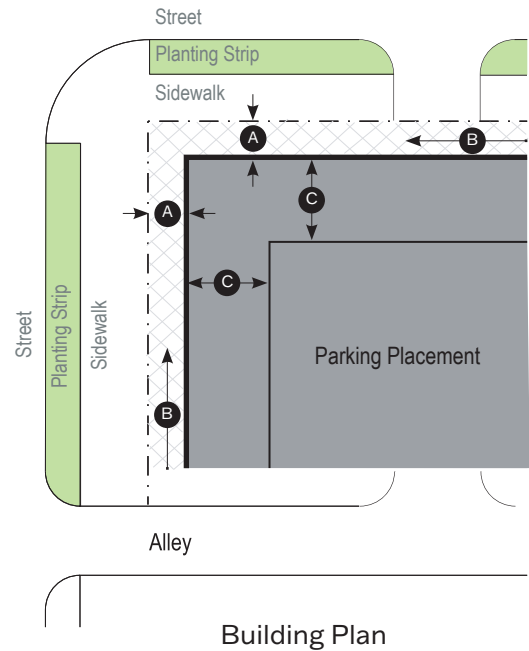 Street
Planting Strip
Sidewalk
A
B
C
A
C
Street
Planting Strip
Sidewalk
Parking Placement
B
Alley
Building Plan